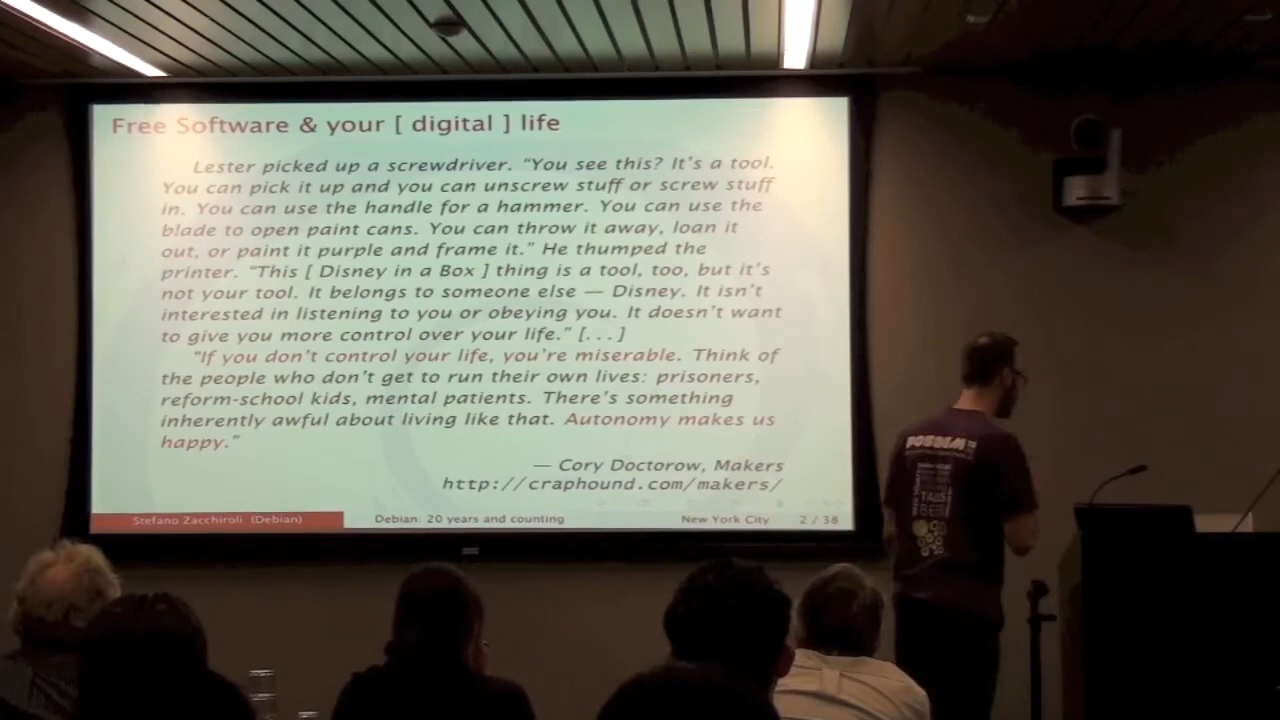 Free Software & your [ digital ] life
Lester picked up a screwdriver. “You see this? It’s a tool.
You can pick it up and you can unscrew stuff or screw stuff
in. You can use the handle for a hammer. You can use the
blade to open paint cans. You can throw it away, loan it
out, or paint it purple and frame it.” He thumped the
printer. “This [ Disney in a Box ] thing is a tool, too, but it’s
not your tool. It belongs to someone else — Disney. It isn’t
interested in listening to you or obeying you. It doesn’t want
to give you more control over your life.” [...]
“If you don’t control your life, you’re miserable. Think of
the people who don’t get to run their own lives: prisoners,
reform-school kids, mental patients. There’s something
inherently awful about living like that. Autonomy makes us
happy.”
— Cory Doctorow, Makers
http://craphound.com/makers/
Stefano Zacchiroli (Debian) Debian: 20 years and counting New York City 2 / 38
TABS
BEER